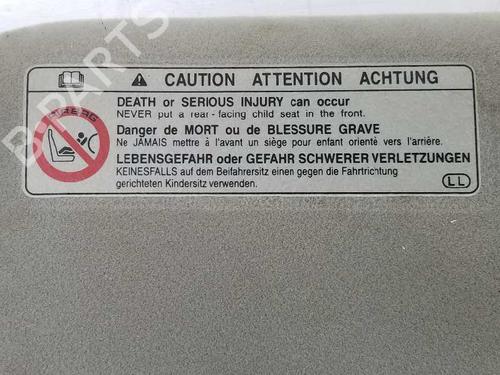 CAUTION ATTENTION ACHTUNG
DEATH or SERIOUS INJURY can occur
NEVER put a rear-facing child seat in the front.
Danger de MORT ou de BLESSURE GRAVE
Ne JAMAIS mettre à l'avant un siège pour enfant orienté vers l'arrière.
LEBENSGEFAHR oder GEFAHR SCHWERER VERLETZUNGEN
KEINESFALLS auf dem Beifahrersitz einen gegen die Fahrtrichtung
gerichteten Kindersitz verwenden.
LL
B-PARTS